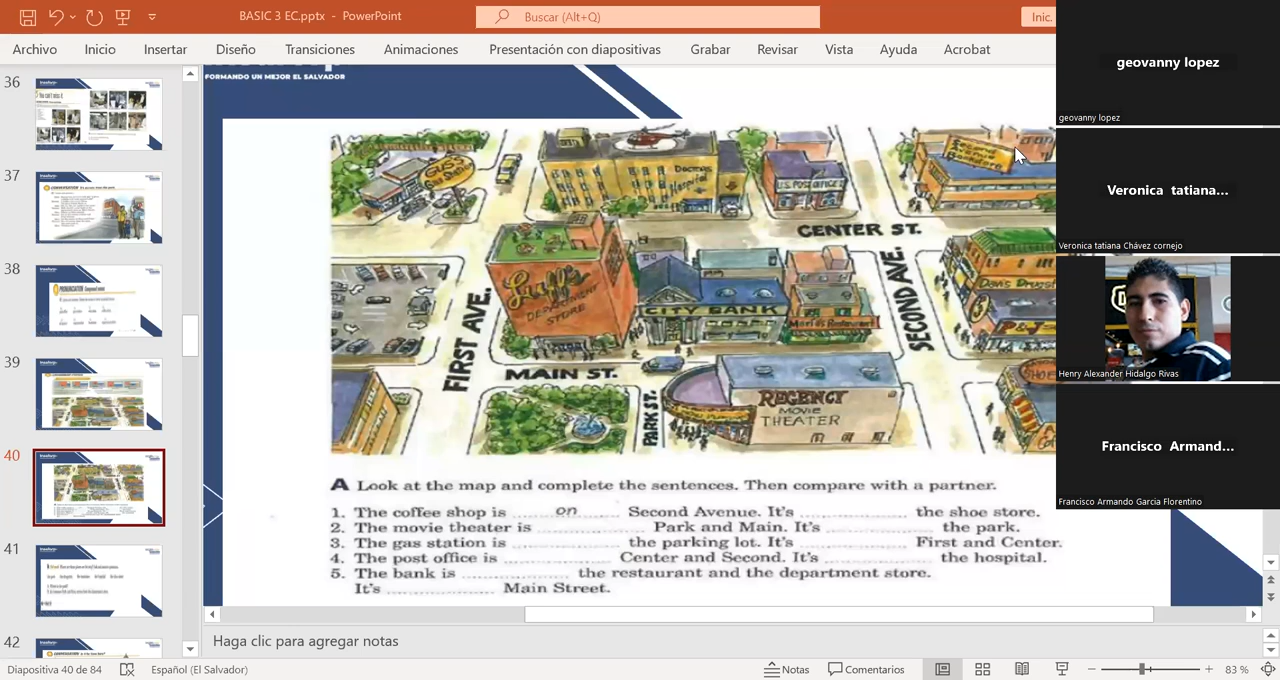 BASIC 3 EC.pptx - PowerPoint
Buscar (Alt+Q)
Inic.
Archivo Inicio Insertar Diseño Transiciones Animaciones Presentación con diapositivas Grabar Revisar Vista Ayuda Acrobat
FORMANDO UN MEJOR EL SALVADOR
36
37
38
39
40
41
42
GUS'S
U.S. POST OFFICE
CENTER ST.
FIRST AVE.
SECOND AVE.
DEPARTMENT STORE
CITY BANK
Mario's Restaurant
MAIN ST.
PARK ST.
REGENCY
MOVIE
THEATER
SHOE
A Look at the map and complete the sentences. Then compare with a partner.
1. The coffee shop is on Second Avenue. It's .................. the shoe store.
2. The movie theater is .................. Park and Main. It's .................. the park.
3. The gas station is .................. the parking lot. It's .................. First and Center.
4. The post office is .................. Center and Second. It's .................. the hospital.
5. The bank is .................. the restaurant and the department store.
It's .................. Main Street.
geovanny lopez
geovanny lopez
Veronica tatiana...
Veronica tatiana Chávez cornejo
Henry Alexander Hidalgo Rivas
Francisco Armand...
Francisco Armando Garcia Florentino
Haga clic para agregar notas
Diapositiva 40 de 84 Español (El Salvador) Notas Comentarios 83 %